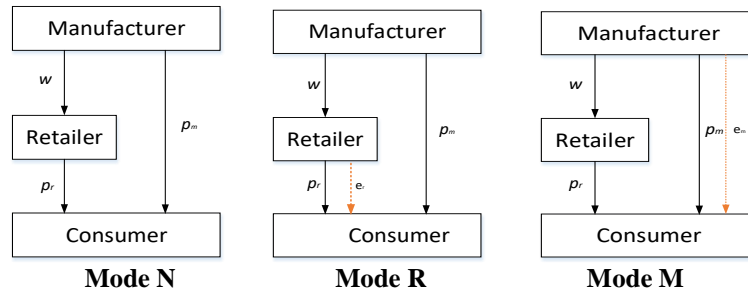 Manufacturer
w
Retailer
pm
pr
Consumer
Mode N
Manufacturer
w
Retailer
pm
pr
er
Consumer
Mode R
Manufacturer
w
Retailer
pm
em
pr
Consumer
Mode M